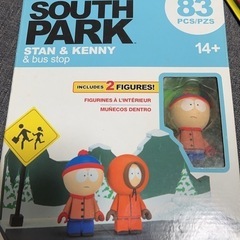 SOUTH
PARK
STAN & KENNY
& bus stop
83
PCS/PZS
14+
INCLUDES 2 FIGURES!
FIGURINES À L'INTÉRIEUR
MUÑECOS DENTRO